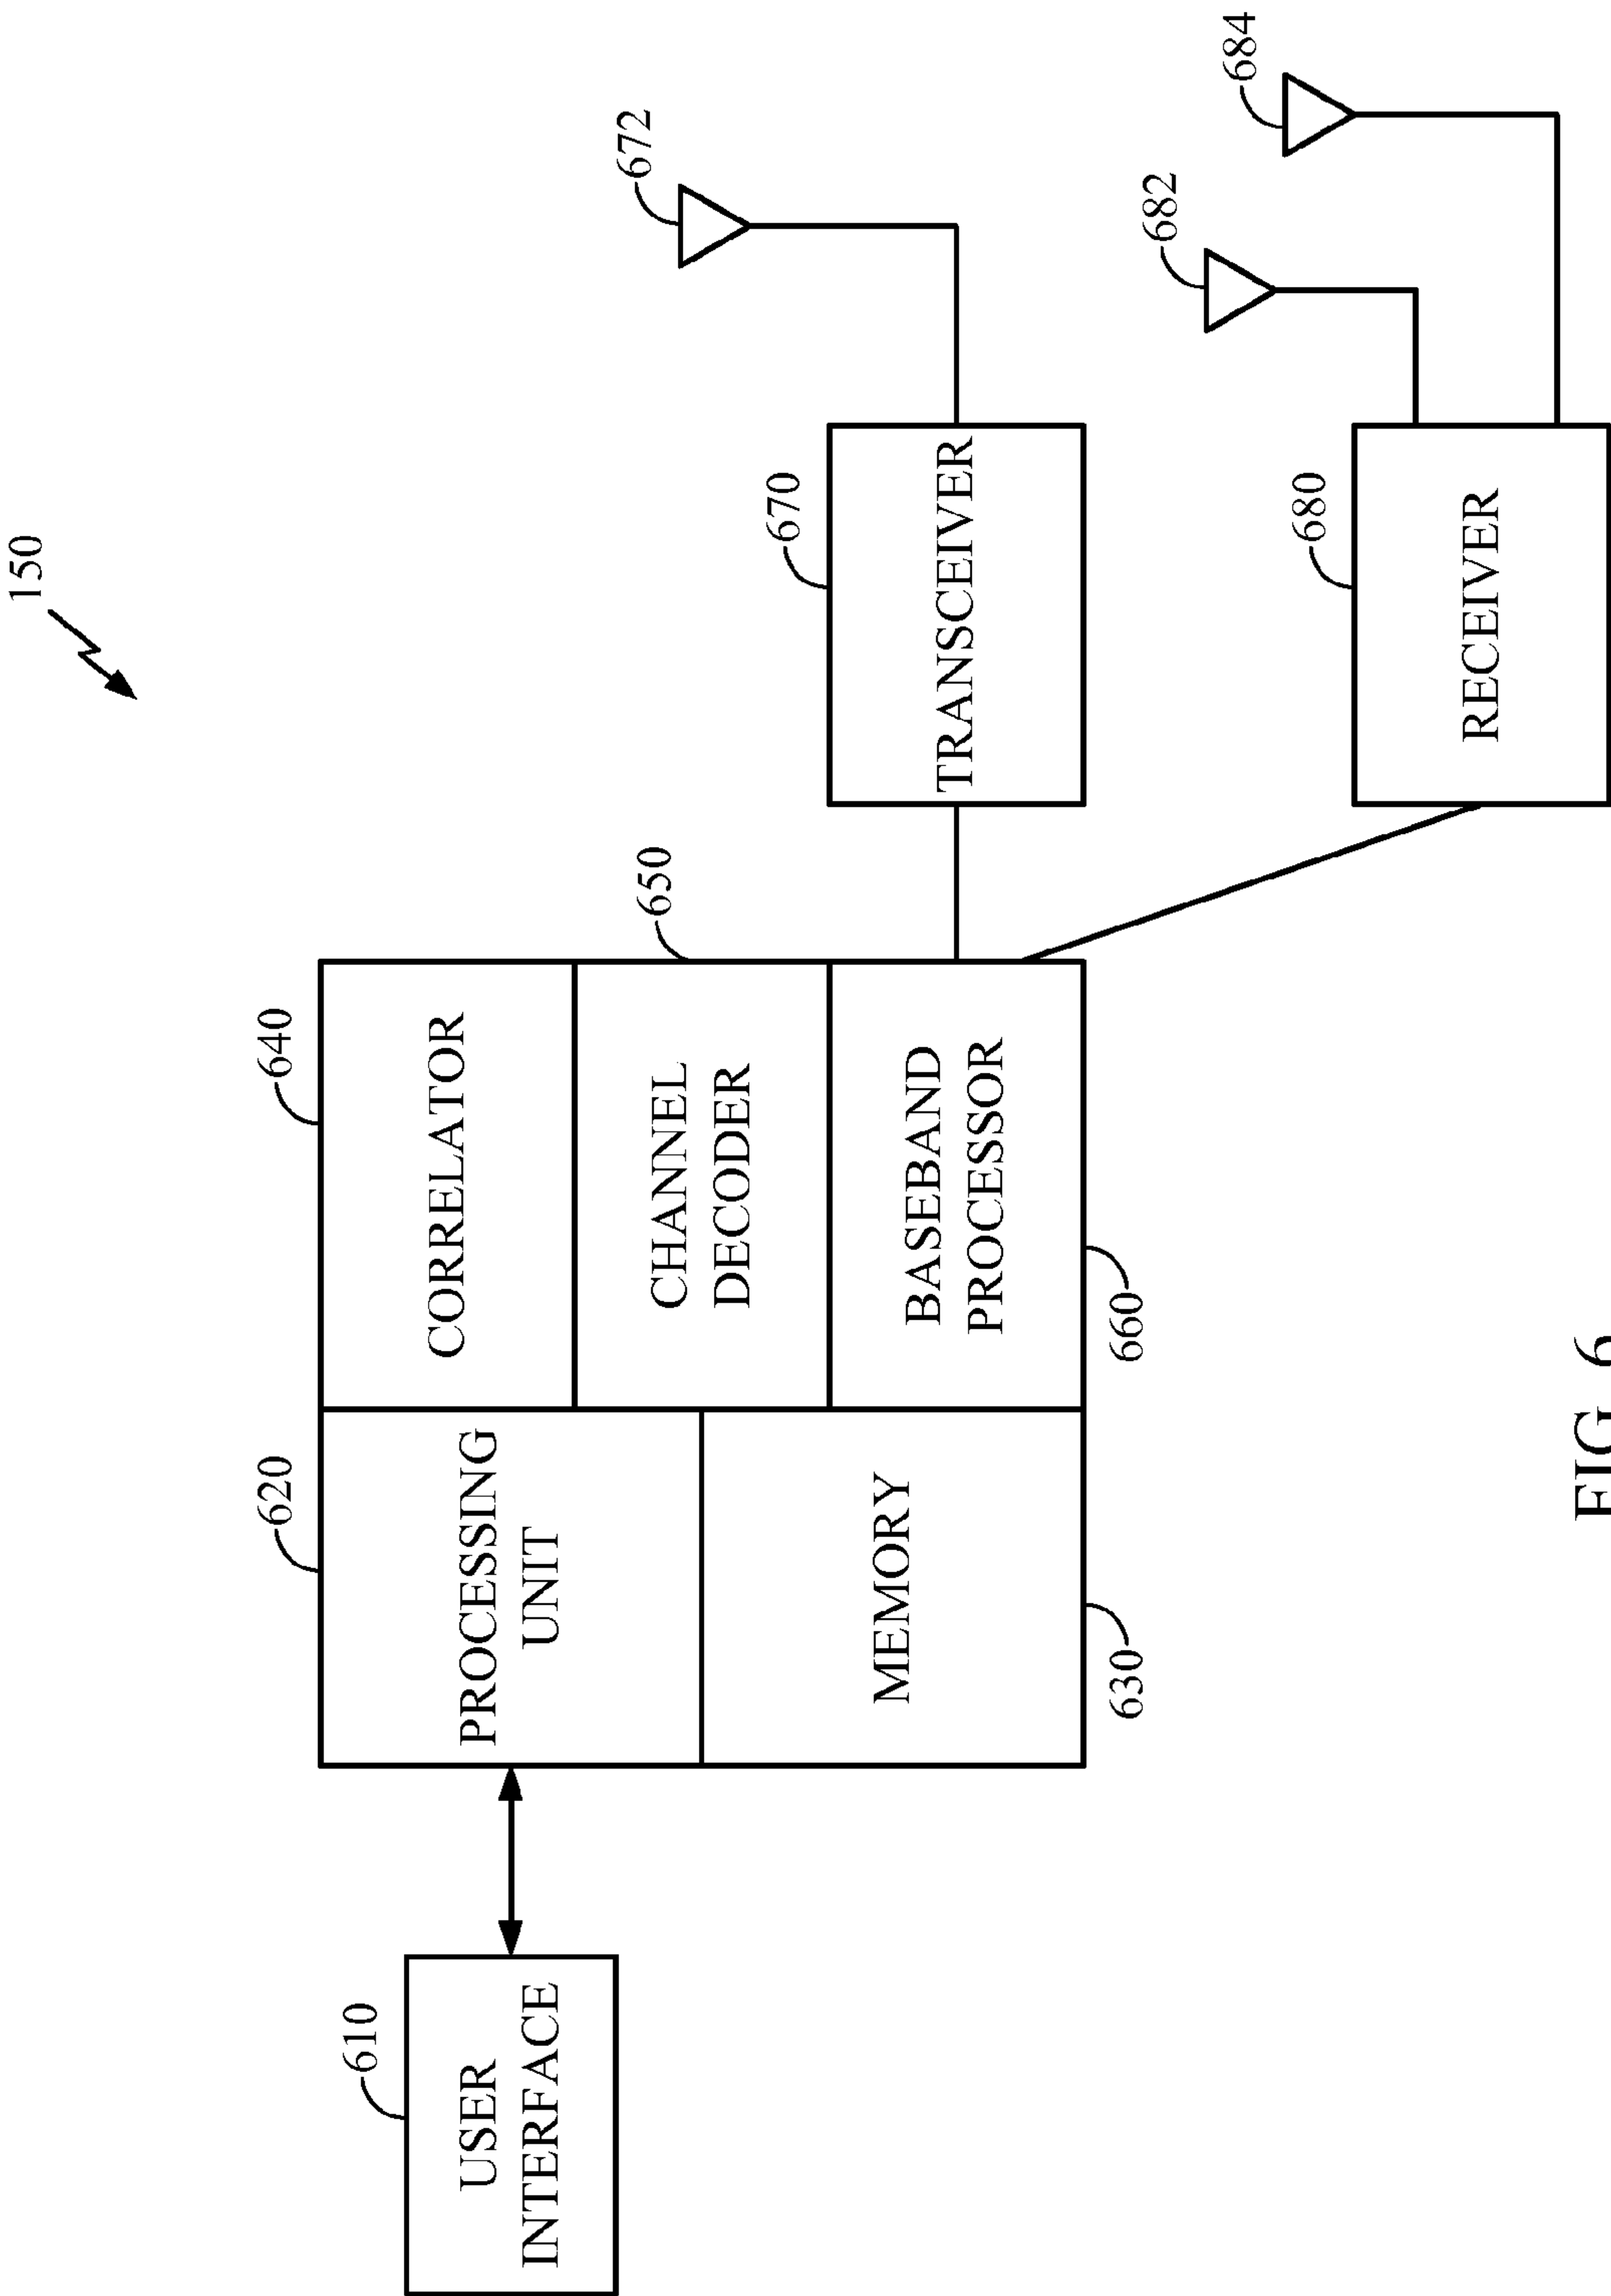 150
610
USER
INTERFACE
620
PROCESSING
UNIT
MEMORY
630
640
CORRELATOR
650
CHANNEL
DECODER
BASEBAND
PROCESSOR
660
670
TRANSCEIVER
672
680
RECEIVER
682
684
FIG. 6